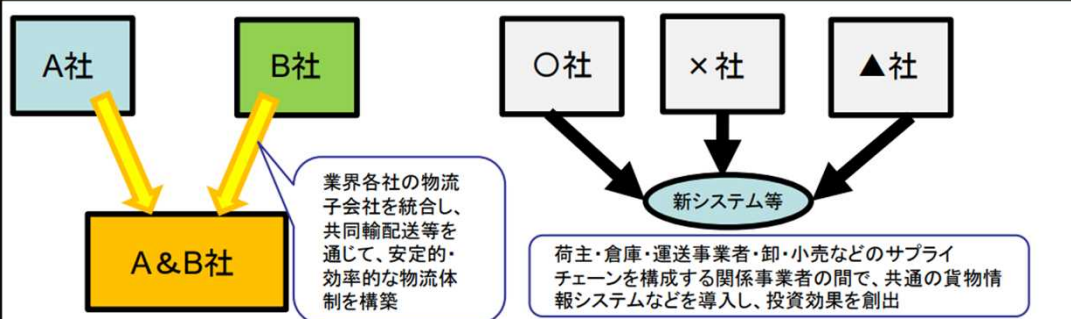 A社
B社
業界各社の物流
子会社を統合し、
共同輸配送等を
通じて、安定的・
効率的な物流体
制を構築
A&B社
〇社
×社
▲社
新システム等
荷主・倉庫・運送事業者・卸・小売などのサプライ
チェーンを構成する関係事業者の間で、共通の貨物情
報システムなどを導入し、投資効果を創出